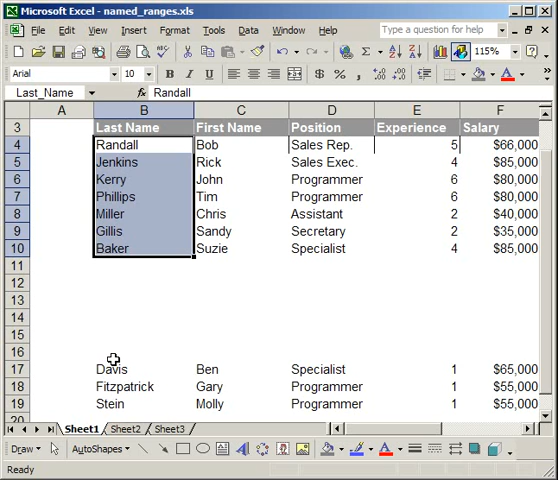 Microsoft Excel - named_ranges.xls
File Edit View Insert Format Tools Data Window Help Type a question for help
115%
Arial 10 B I U $ % ,
Last_Name fx Randall
A B C D E F
3 Last Name First Name Position Experience Salary
4 Randall Bob Sales Rep. 5 $66,000
5 Jenkins Rick Sales Exec. 4 $85,000
6 Kerry John Programmer 6 $80,000
7 Phillips Tim Programmer 6 $80,000
8 Miller Chris Assistant 2 $40,000
9 Gillis Sandy Secretary 2 $35,000
10 Baker Suzie Specialist 4 $85,000
11
12
13
14
15
16
17 Davis Ben Specialist 1 $65,000
18 Fitzpatrick Gary Programmer 1 $55,000
19 Stein Molly Programmer 1 $55,000
20
Sheet1 Sheet2 Sheet3
Draw AutoShapes
Ready